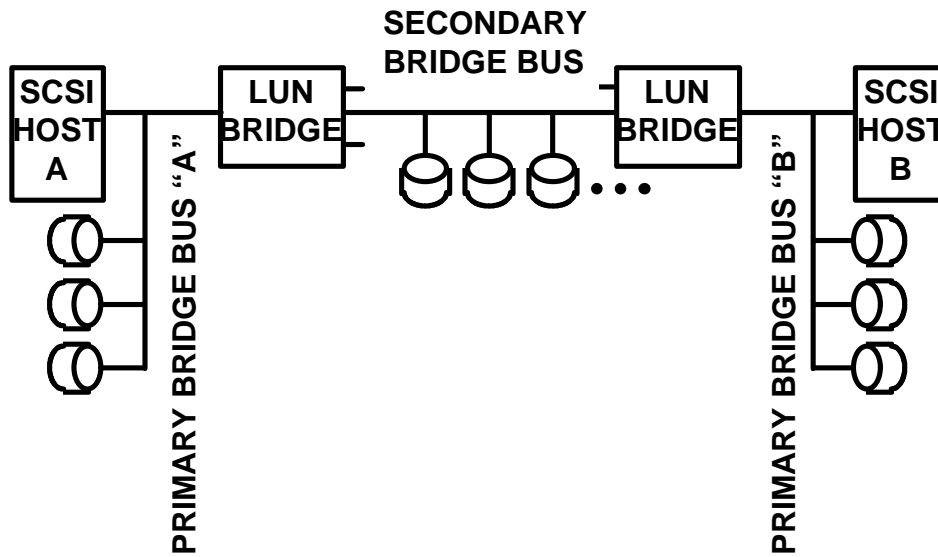 SECONDARY
BRIDGE BUS
SCSI
HOST
A
LUN
BRIDGE
LUN
BRIDGE
SCSI
HOST
B
PRIMARY BRIDGE BUS “A”
PRIMARY BRIDGE BUS “B”